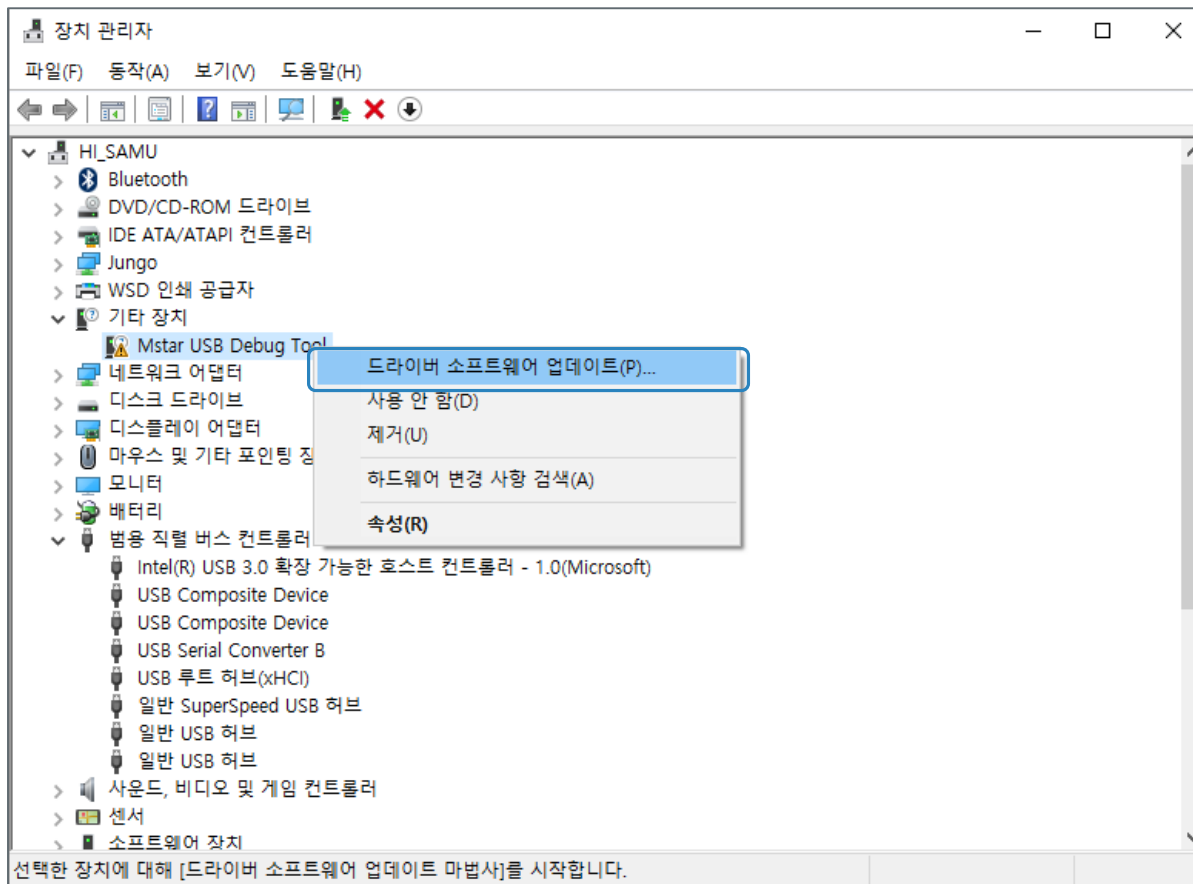 장치 관리자
파일(F) 동작(A) 보기(V) 도움말(H)
HI_SAMU
Bluetooth
DVD/CD-ROM 드라이브
IDE ATA/ATAPI 컨트롤러
Jungo
WSD 인쇄 공급자
기타 장치
Mstar USB Debug Tool
드라이버 소프트웨어 업데이트(P)...
네트워크 어댑터
사용 안 함(D)
디스크 드라이브
디스플레이 어댑터
제거(U)
마우스 및 기타 포인팅
하드웨어 변경 사항 검색(A)
모니터
배터리
속성(R)
범용 직렬 버스 컨트롤러
Intel(R) USB 3.0 확장 가능한 호스트 컨트롤러 - 1.0(Microsoft)
USB Composite Device
USB Composite Device
USB Serial Converter B
USB 루트 허브(xHCI)
일반 SuperSpeed USB 허브
일반 USB 허브
일반 USB 허브
사운드, 비디오 및 게임 컨트롤러
센서
소프트웨어 장치
선택한 장치에 대해 [드라이버 소프트웨어 업데이트 마법사]를 시작합니다.